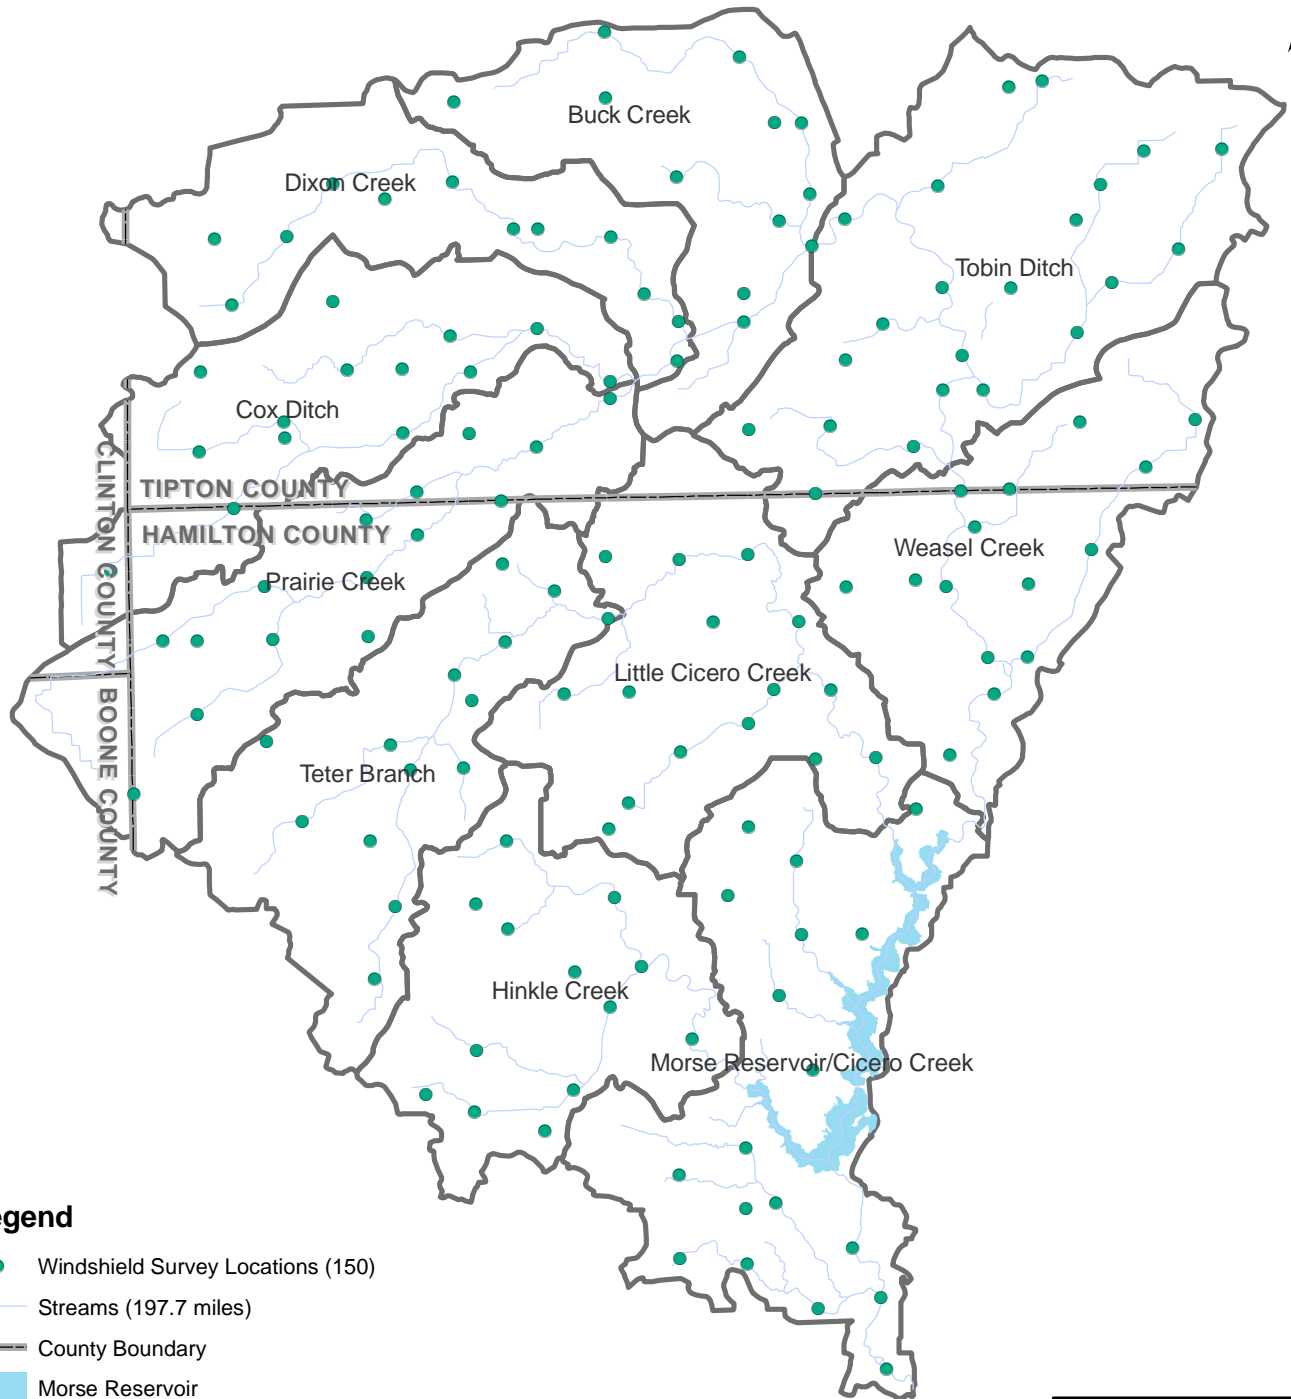 Buck Creek
Dixon Creek
Tobin Ditch
Cox Ditch
CLINTON COUNTY
TIPTON COUNTY
HAMILTON COUNTY
Weasel Creek
Prairie Creek
Little Cicero Creek
BOONE COUNTY
Teter Branch
Hinkle Creek
Morse Reservoir/Cicero Creek
egend
Windshield Survey Locations (150)
Streams (197.7 miles)
County Boundary
Morse Reservoir